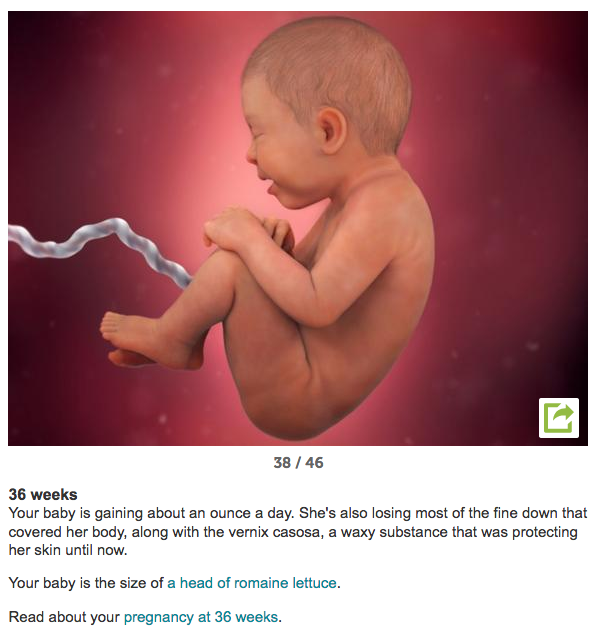 38 / 46
36 weeks
Your baby is gaining about an ounce a day. She's also losing most of the fine down that
covered her body, along with the vernix casosa, a waxy substance that was protecting
her skin until now.
Your baby is the size of a head of romaine lettuce.
Read about your pregnancy at 36 weeks.